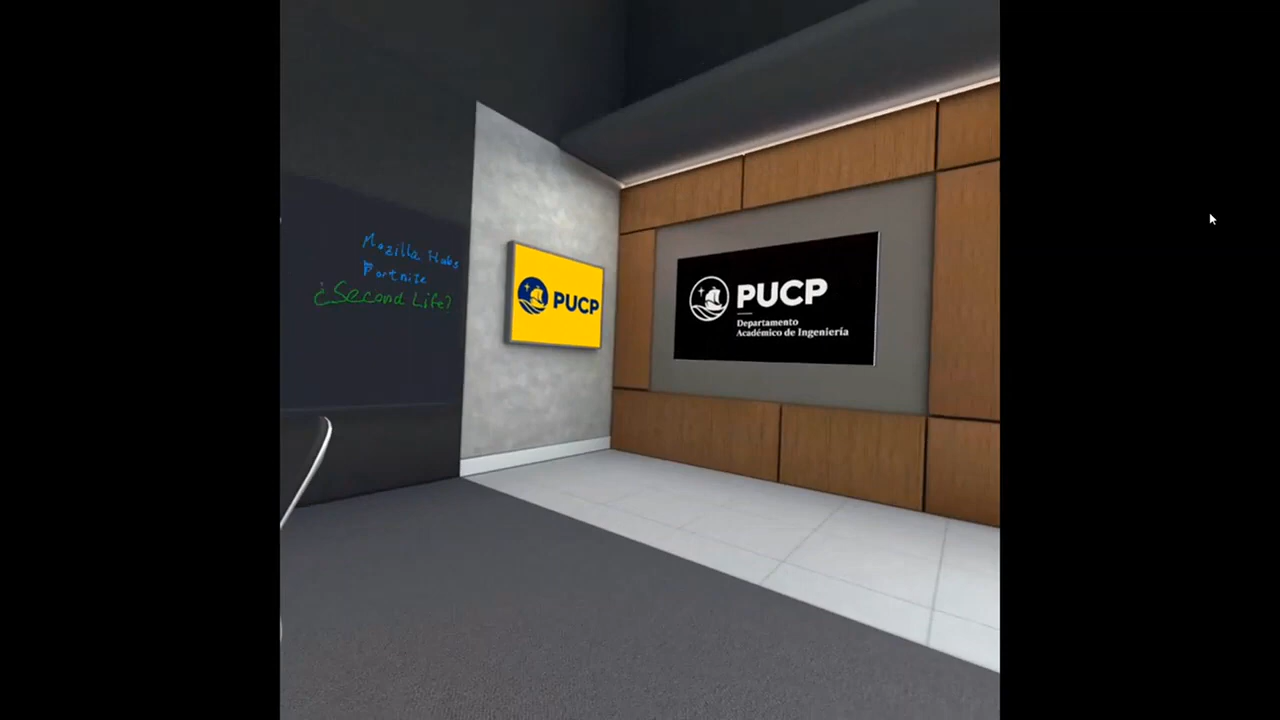 Mozilla Hubs
Fortnite
¿Second Life?
PUCP
PUCP
Departamento
Académico de Ingeniería